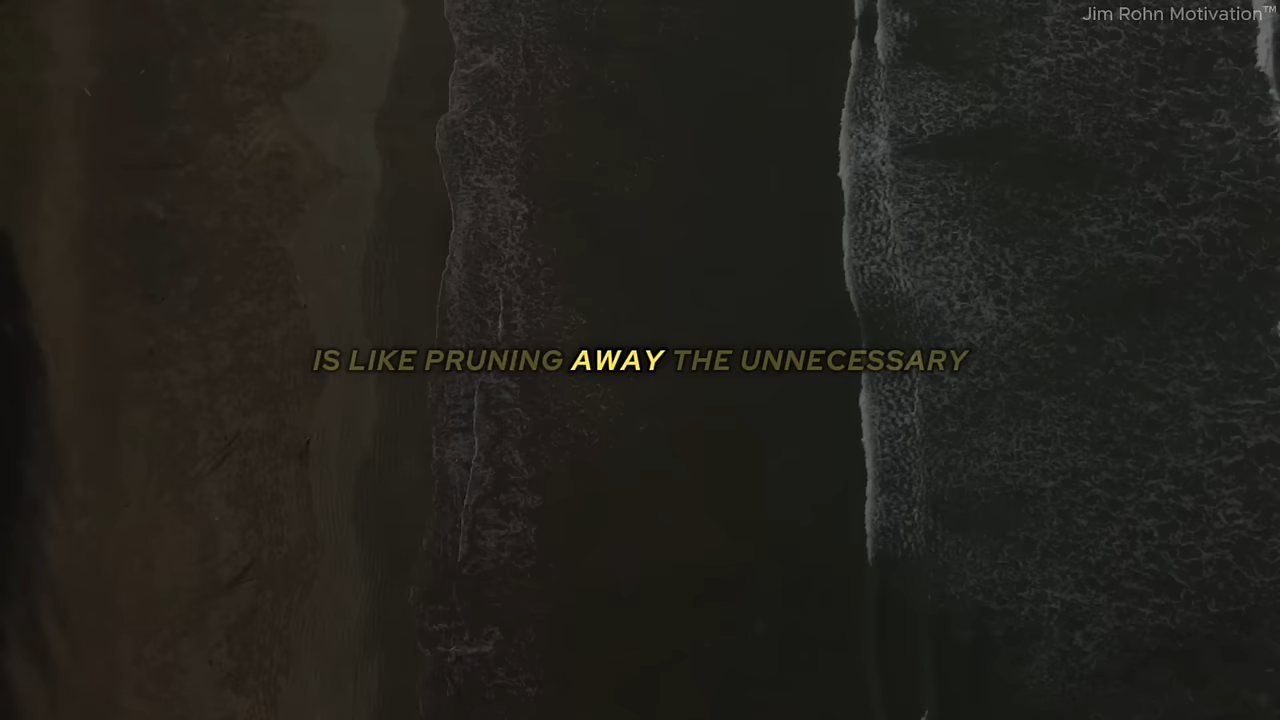 Jim Rohn Motivation™
IS LIKE PRUNING AWAY THE UNNECESSARY